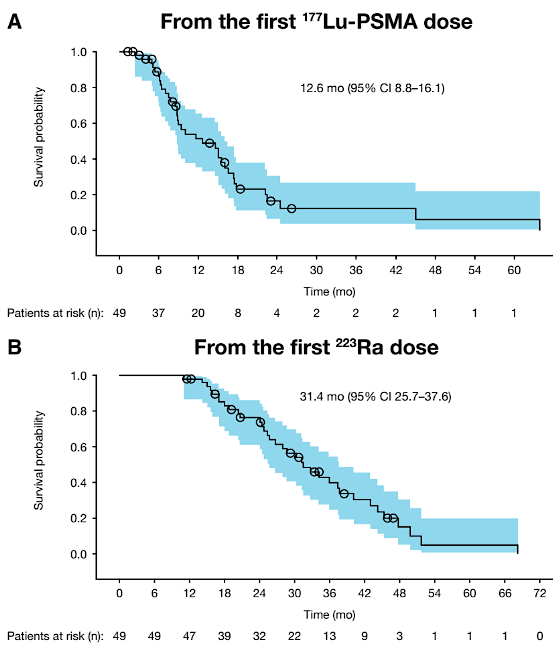 A
From the first ¹⁷⁷Lu-PSMA dose
12.6 mo (95% CI 8.8–16.1)
Survival probability
1.0
0.8
0.6
0.4
0.2
0.0
0 6 12 18 24 30 36 42 48 54 60
Time (mo)
Patients at risk (n): 49 37 20 8 4 2 2 2 1 1 1
B
From the first ²²³Ra dose
31.4 mo (95% CI 25.7–37.6)
Survival probability
1.0
0.8
0.6
0.4
0.2
0.0
0 6 12 18 24 30 36 42 48 54 60 66 72
Time (mo)
Patients at risk (n): 49 49 47 39 32 22 13 9 3 1 1 1 0